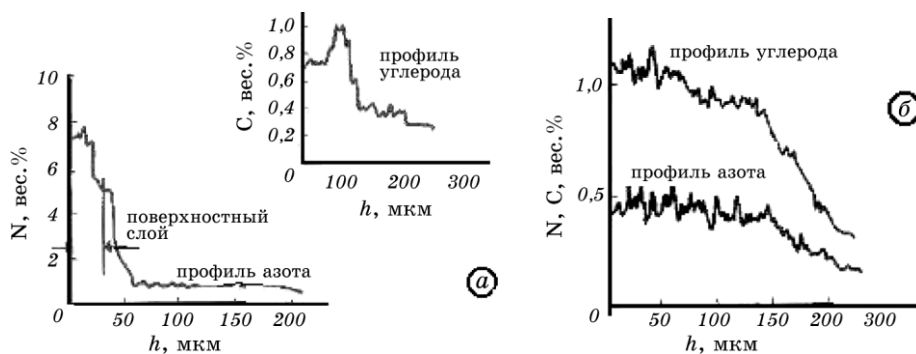 N, вес.%
10
8
6
4
2
0
50
100
150
200
h, мкм
поверхностный
слой
профиль азота
а
C, вес.%
1,0
0,8
0,6
0,4
0,2
0
100
200
300
h, мкм
профиль
углерода
N, C, вес.%
1,0
0,5
0
50
100
150
200
300
h, мкм
профиль углерода
профиль азота
б